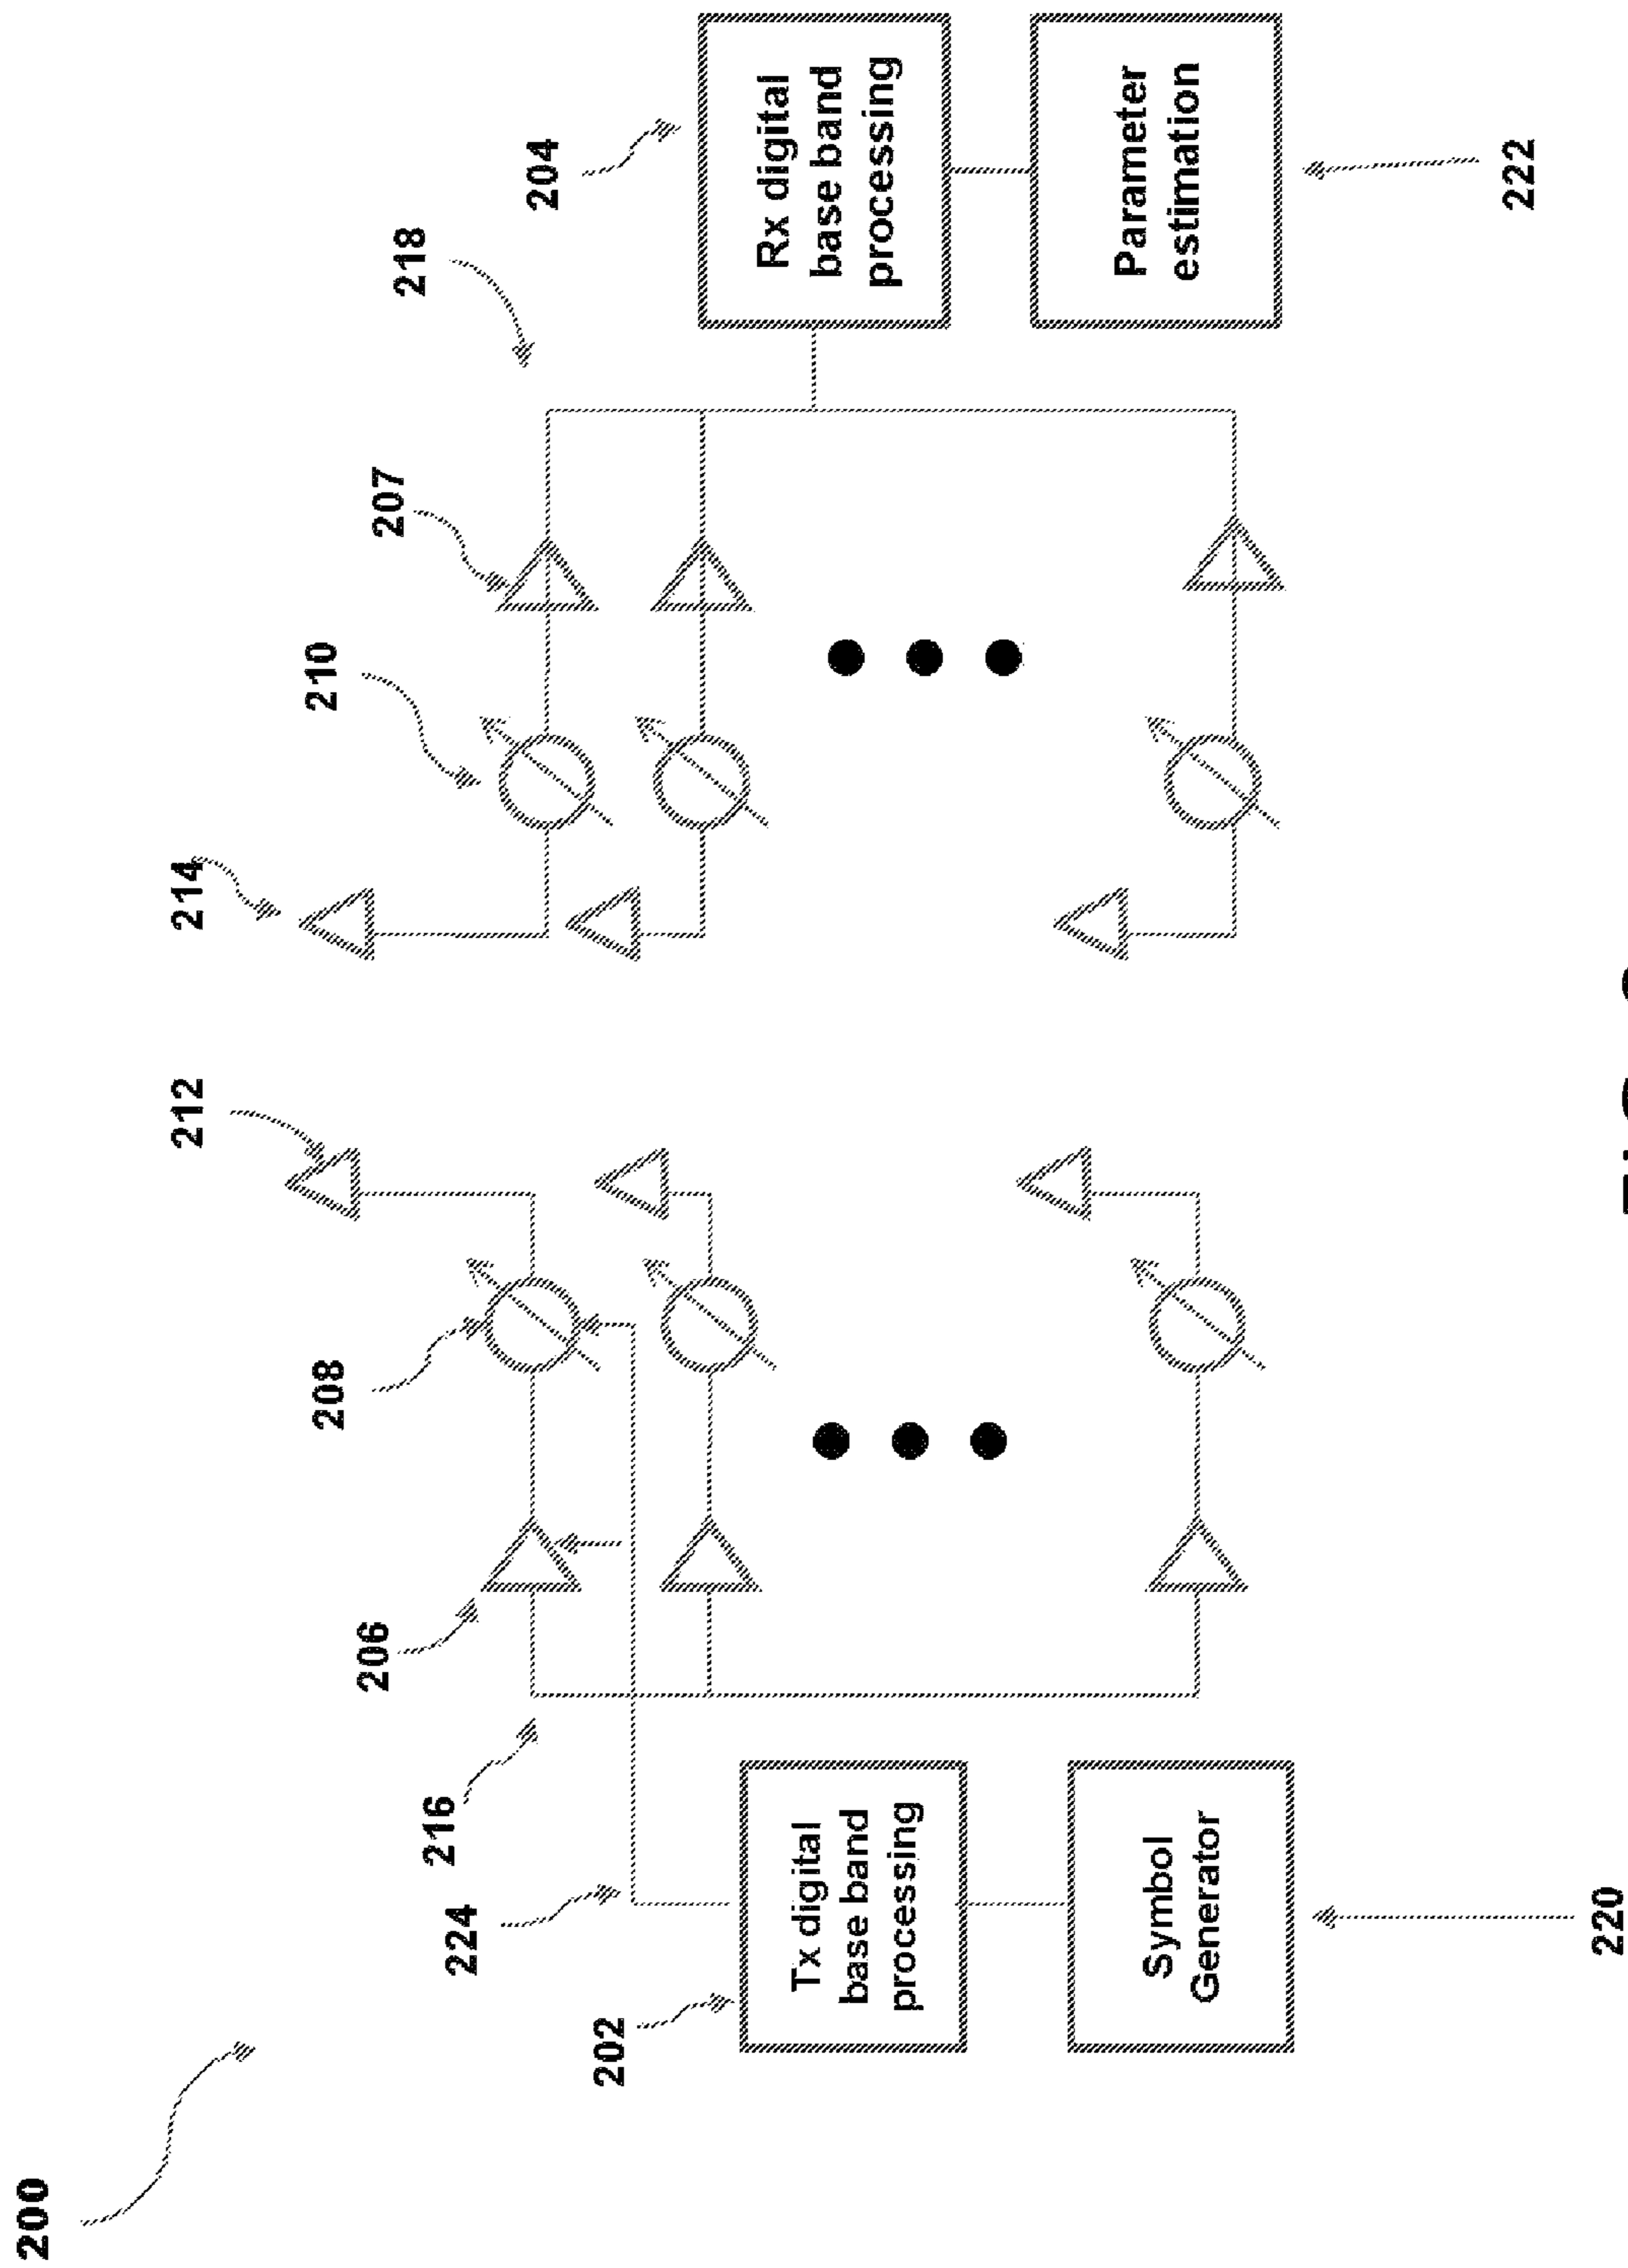 200
212
214
208
210
206
207
216
218
224
204
202
Tx digital
base band
processing
Rx digital
base band
processing
Symbol
Generator
Parameter
estimation
220
222